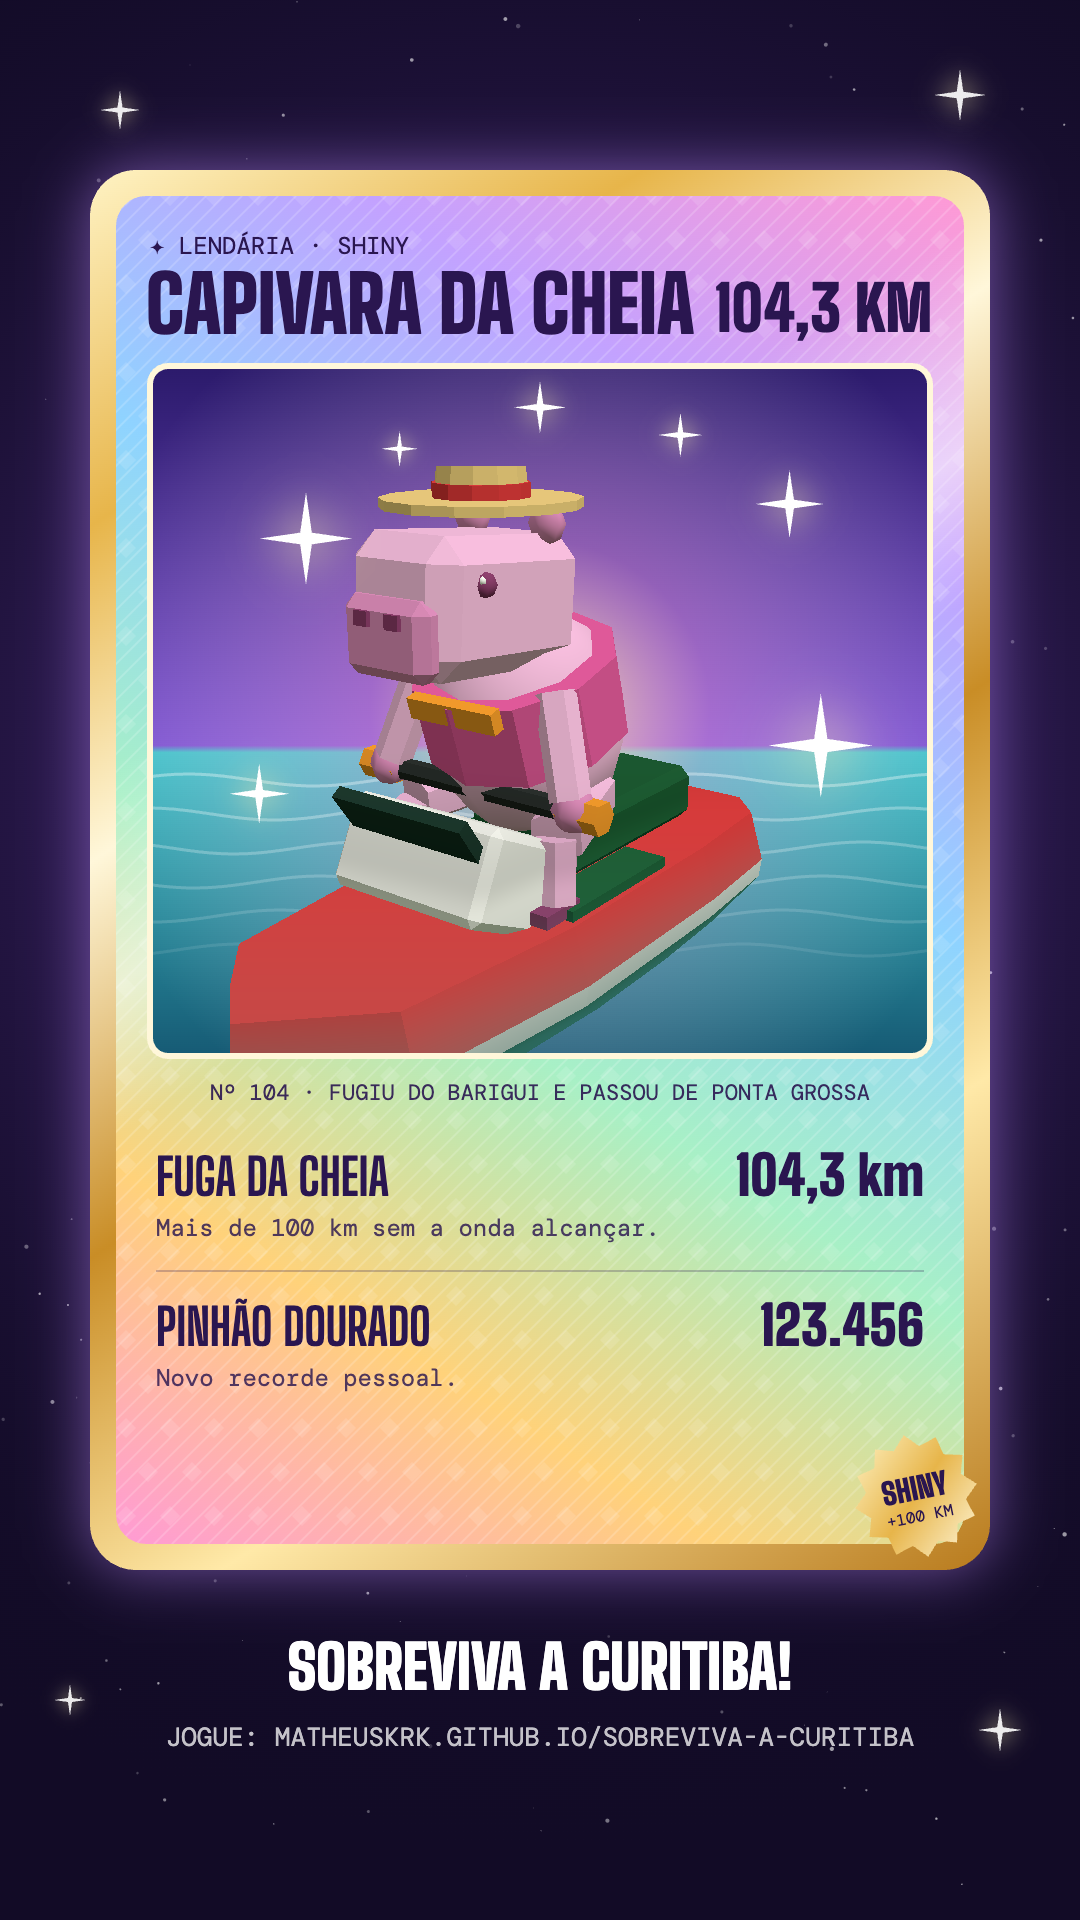 ✦ LENDÁRIA · SHINY
CAPIVARA DA CHEIA 104,3 KM
Nº 104 · FUGIU DO BARIGUI E PASSOU DE PONTA GROSSA
FUGA DA CHEIA 104,3 km
Mais de 100 km sem a onda alcançar.
PINHÃO DOURADO 123.456
Novo recorde pessoal.
SHINY
+100 KM
SOBREVIVA A CURITIBA!
JOGUE: MATHEUSKRK.GITHUB.IO/SOBREVIVA-A-CURITIBA